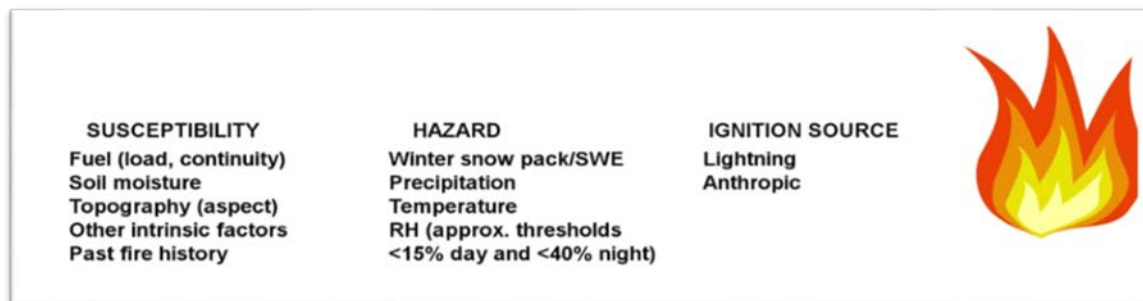 SUSCEPTIBILITY
Fuel (load, continuity)
Soil moisture
Topography (aspect)
Other intrinsic factors
Past fire history
HAZARD
Winter snow pack/SWE
Precipitation
Temperature
RH (approx. thresholds
<15% day and <40% night)
IGNITION SOURCE
Lightning
Anthropic